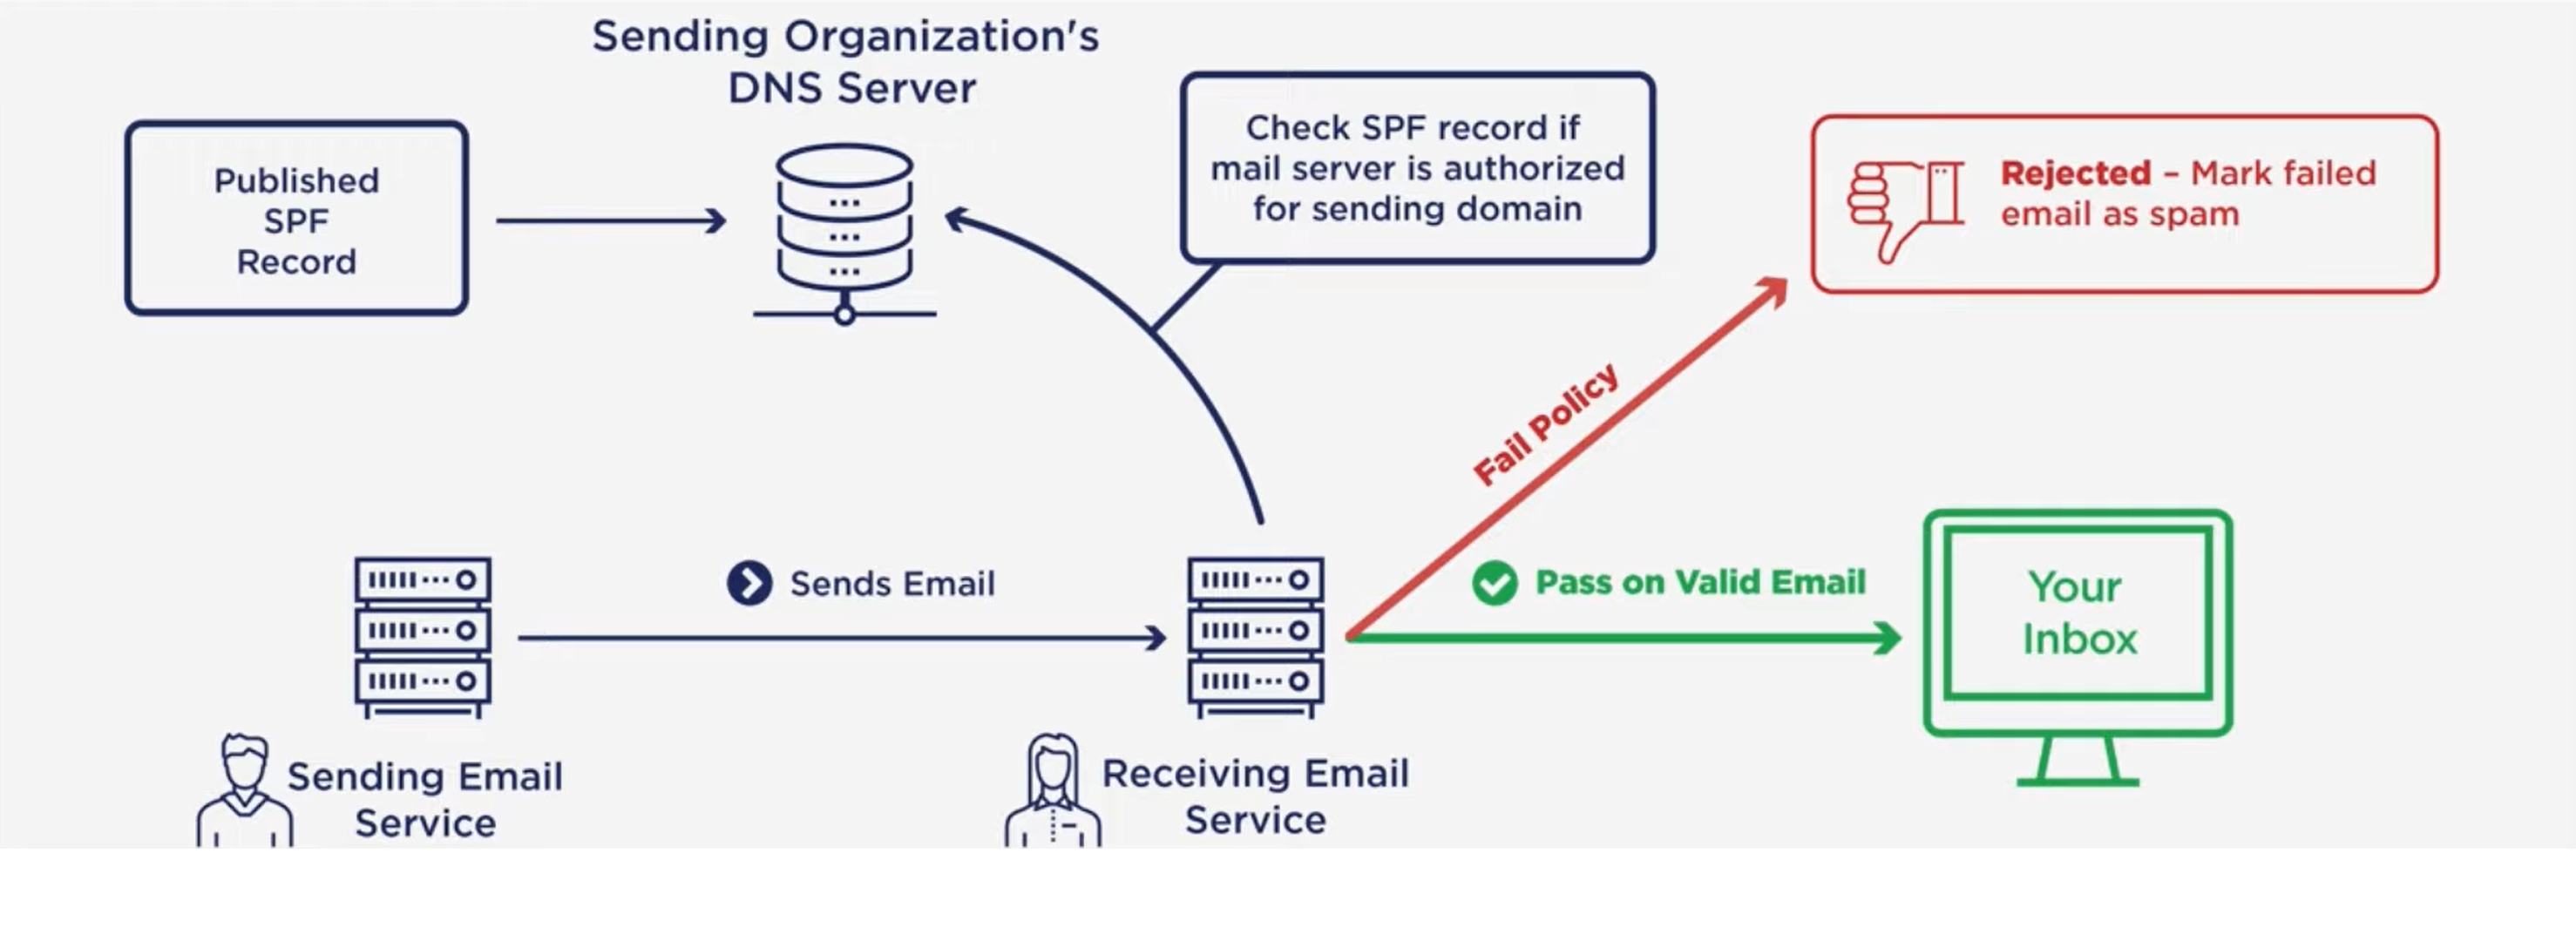 Sending Organization's
DNS Server
Published
SPF
Record
Check SPF record if
mail server is authorized
for sending domain
Rejected – Mark failed
email as spam
Fail Policy
Sends Email
Pass on Valid Email
Your
Inbox
Sending Email
Service
Receiving Email
Service